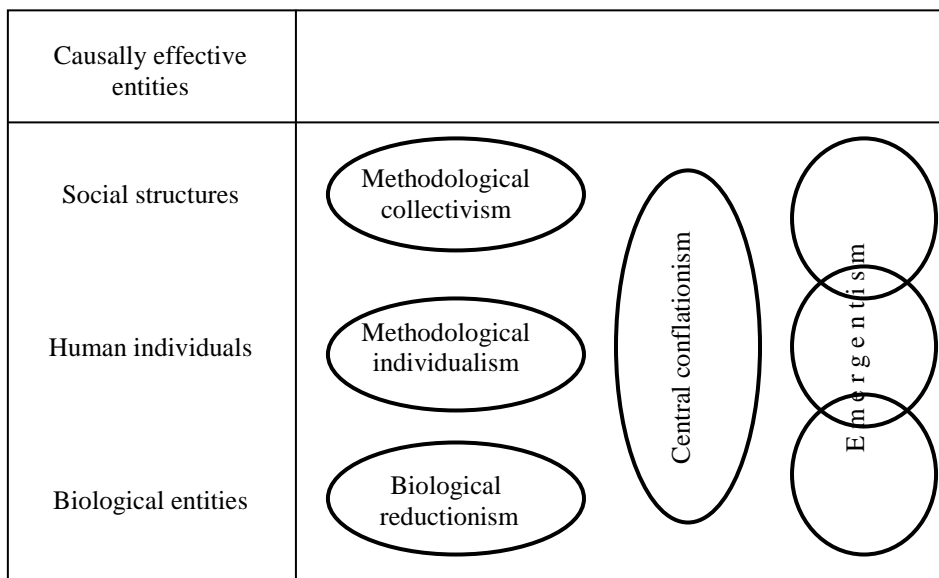 Causally effective
entities
Social structures
Methodological
collectivism
Human individuals
Methodological
individualism
Biological entities
Biological
reductionism
Central conflationism
Emergentism